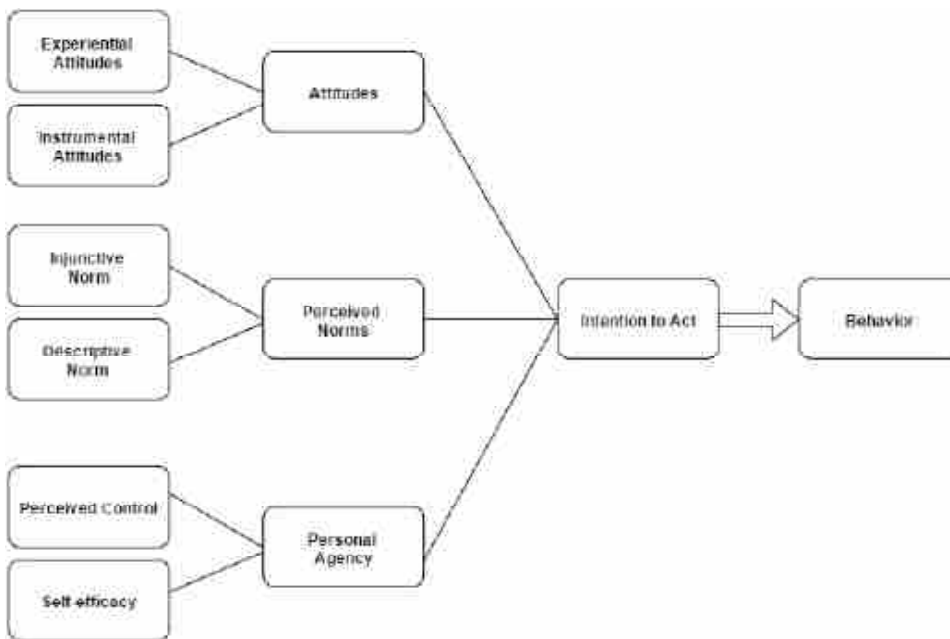 Experiential
Attitudes
Attitudes
Instrumental
Attitudes
Injunctive
Norm
Perceived
Norms
Intention to Act
Behavior
Descriptive
Norm
Perceived Control
Personal
Agency
Self efficacy